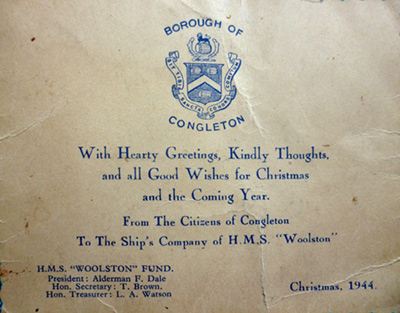 BOROUGH OF
CONGLETON
With Hearty Greetings, Kindly Thoughts,
and all Good Wishes for Christmas
and the Coming Year.
From The Citizens of Congleton
To The Ship's Company of H.M.S. "Woolston"
H.M.S. "WOOLSTON" FUND.
President: Alderman F. Dale
Hon. Secretary: T. Brown,
Hon. Treasurer: L. A. Watson
Christmas, 1944.